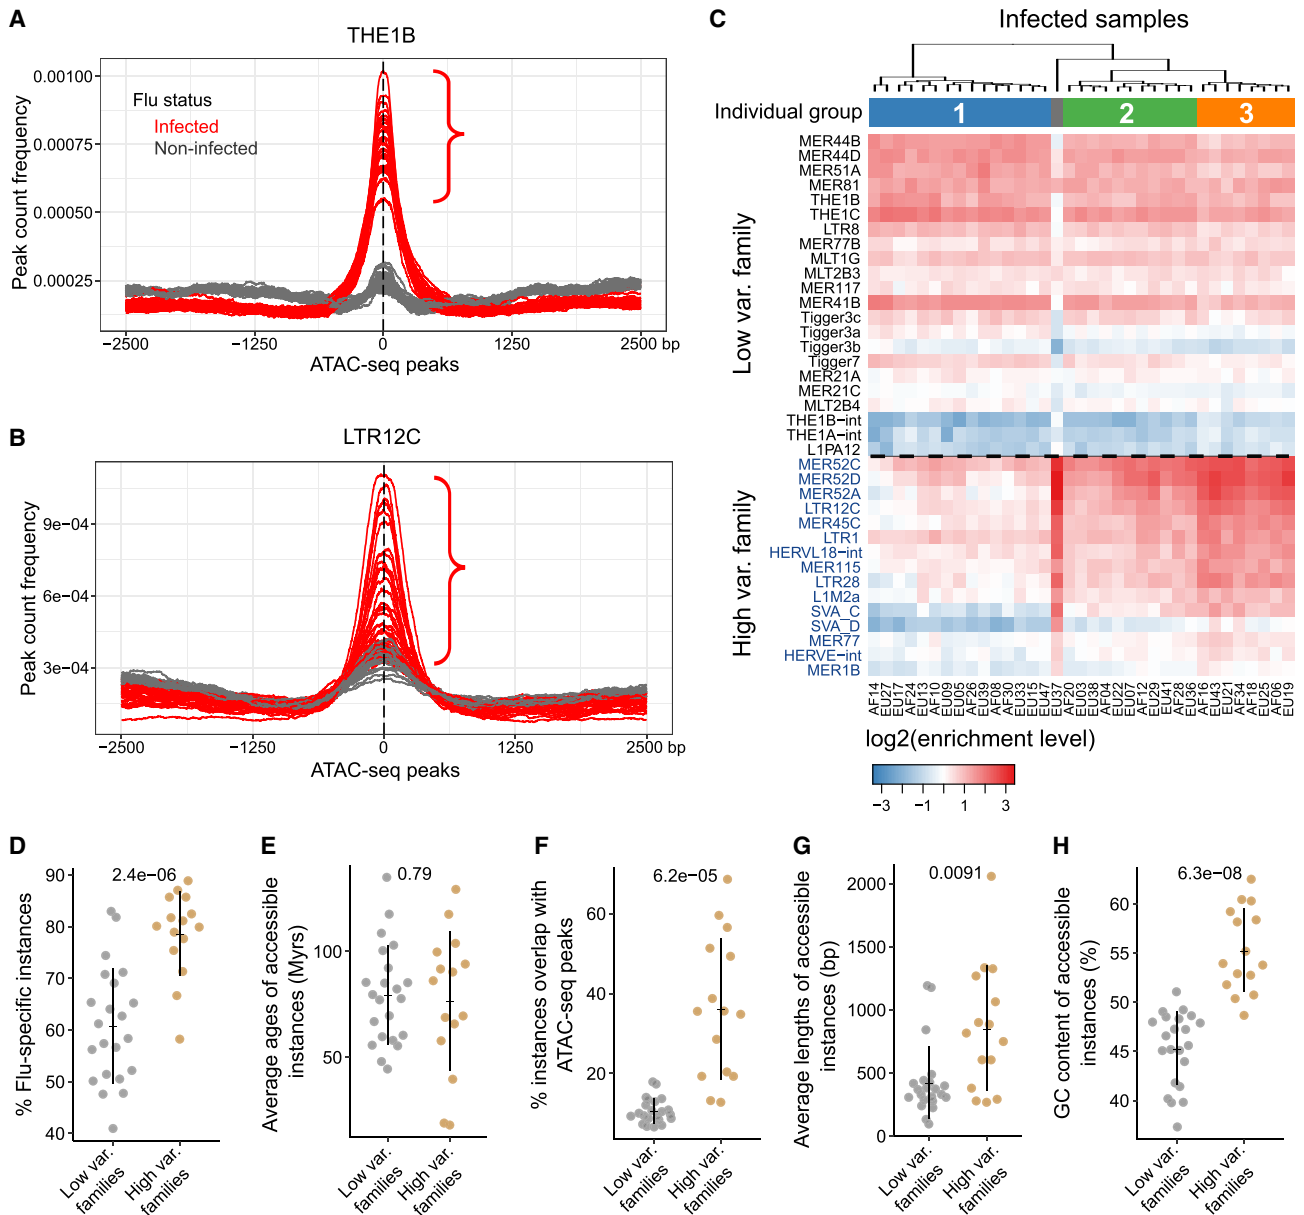 A
THE1B
Peak count frequency
0.00100
0.00075
0.00050
0.00025
Flu status
Infected
Non-infected
−2500
−1250
0
1250
2500 bp
ATAC-seq peaks
B
LTR12C
Peak count frequency
9e−04
6e−04
3e−04
−2500
−1250
0
1250
2500 bp
ATAC-seq peaks
C
Infected samples
Individual group
1
2
3
Low var. family
MER44B
MER44D
MER51A
MER81
THE1B
THE1C
LTR8
MER77B
MLT1G
MLT2B3
MER117
MER41B
Tigger3c
Tigger3a
Tigger3b
Tigger7
MER21A
MER21C
MLT2B4
THE1B−int
THE1A−int
L1PA12
High var. family
MER52C
MER52D
MER52A
LTR12C
MER45C
LTR1
HERVL18−int
MER115
LTR28
L1M2a
SVA_C
SVA_D
MER77
HERVE−int
MER1B
AF14
EU27
EU17
AF24
EU13
AF10
EU09
EU05
AF26
EU39
AF08
AF30
EU33
EU15
EU47
EU37
AF20
EU03
AF38
AF04
AF22
EU07
AF12
EU29
EU41
AF28
AF36
AF16
EU43
EU21
AF34
AF18
EU25
AF06
EU19
log2(enrichment level)
−3
−1
1
3
D
2.4e−06
% Flu-specific instances
90
80
70
60
50
40
Low var.
families
High var.
families
E
0.79
Average ages of accessible
instances (Myrs)
100
50
Low var.
families
High var.
families
F
6.2e−05
% instances overlap with
ATAC-seq peaks
60
40
20
Low var.
families
High var.
families
G
0.0091
Average lengths of accessible
instances (bp)
2000
1500
1000
500
0
Low var.
families
High var.
families
H
6.3e−08
GC content of accessible
instances (%)
60
55
50
45
40
Low var.
families
High var.
families